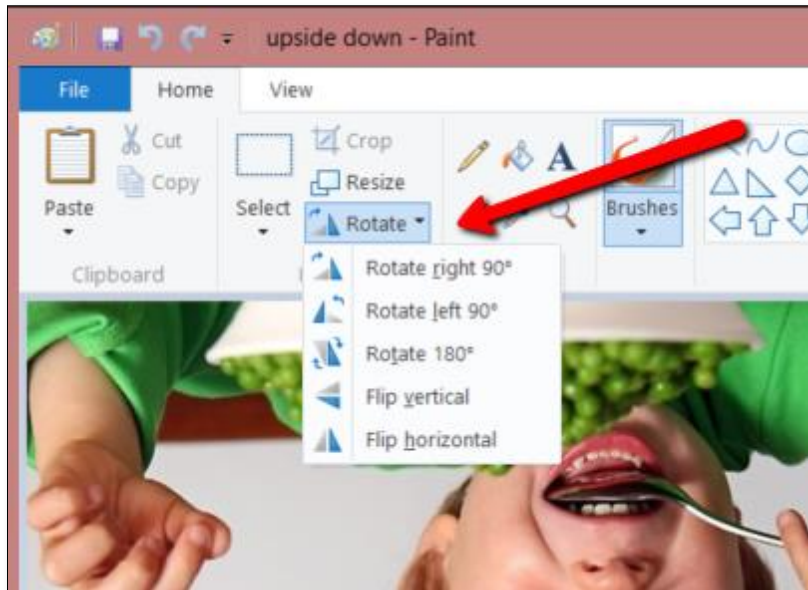 upside down - Paint
File Home View
Cut
Copy
Paste
Clipboard
Select
Crop
Resize
Rotate
A
Brushes
Rotate right 90°
Rotate left 90°
Rotate 180°
Flip vertical
Flip horizontal